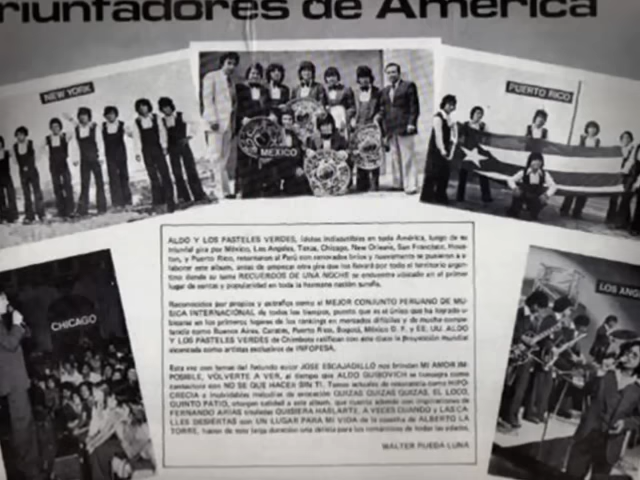 riunfadores de América
NEW YORK
MEXICO
PUERTO RICO
CHICAGO
LOS ANG
ALDO Y LOS PASTELES VERDES, ídolos indiscutibles en toda América, luego de su
triunfal gira por México, Los Angeles, Texas, Chicago, New Orleans, San Francisco, Hous-
ton, y Puerto Rico, retornaron al Perú con renovados bríos y nuevamente se pusieron a e-
laborar este álbum, antes de empezar otra gira que los llevará por todo el territorio argen-
tino donde su tema RECUERDOS DE UNA NOCHE se encuentra ubicado en el primer
lugar de ventas y popularidad en toda la hermana nación sureña.
Reconocidos por propios y extraños como el MEJOR CONJUNTO PERUANO DE MU-
SICA INTERNACIONAL de todos los tiempos, puesto que es el único que ha logrado u-
bicarse en los primeros lugares de los rankings en mercados difíciles y de mucha compe-
tencia como Buenos Aires, Caracas, Puerto Rico, Bogotá, México D. F. y EE. UU. ALDO
Y LOS PASTELES VERDES de Chimbote ratifican con este disco la proyección mundial
alcanzada como artistas exclusivos de INFOPESA.
Esta vez con temas del fecundo autor JOSE ESCAJADILLO nos brindan MI AMOR IM-
POSIBLE, VOLVERTE A VER, al tiempo que ALDO GUIBOVICH se consagra como
cantautor con NO SE QUE HACER SIN TI. Temas actuales de resonancia como HIPO-
CRECIA e inolvidables melodías de sensación QUIZAS QUIZAS QUIZAS, EL LOCO,
QUINTO PATIO, otorgan calidad a este álbum, que cuenta además con inspiraciones de
FERNANDO ARIAS tituladas QUISIERA HABLARTE, A VECES CUANDO y LAS CA-
LLES DESIERTAS con UN LUGAR PARA MI VIDA de la cosecha de ALBERTO LA
TORRE, hacen de este larga duración una delicia para los románticos de todas las edades.
WALTER RUEDA LUNA